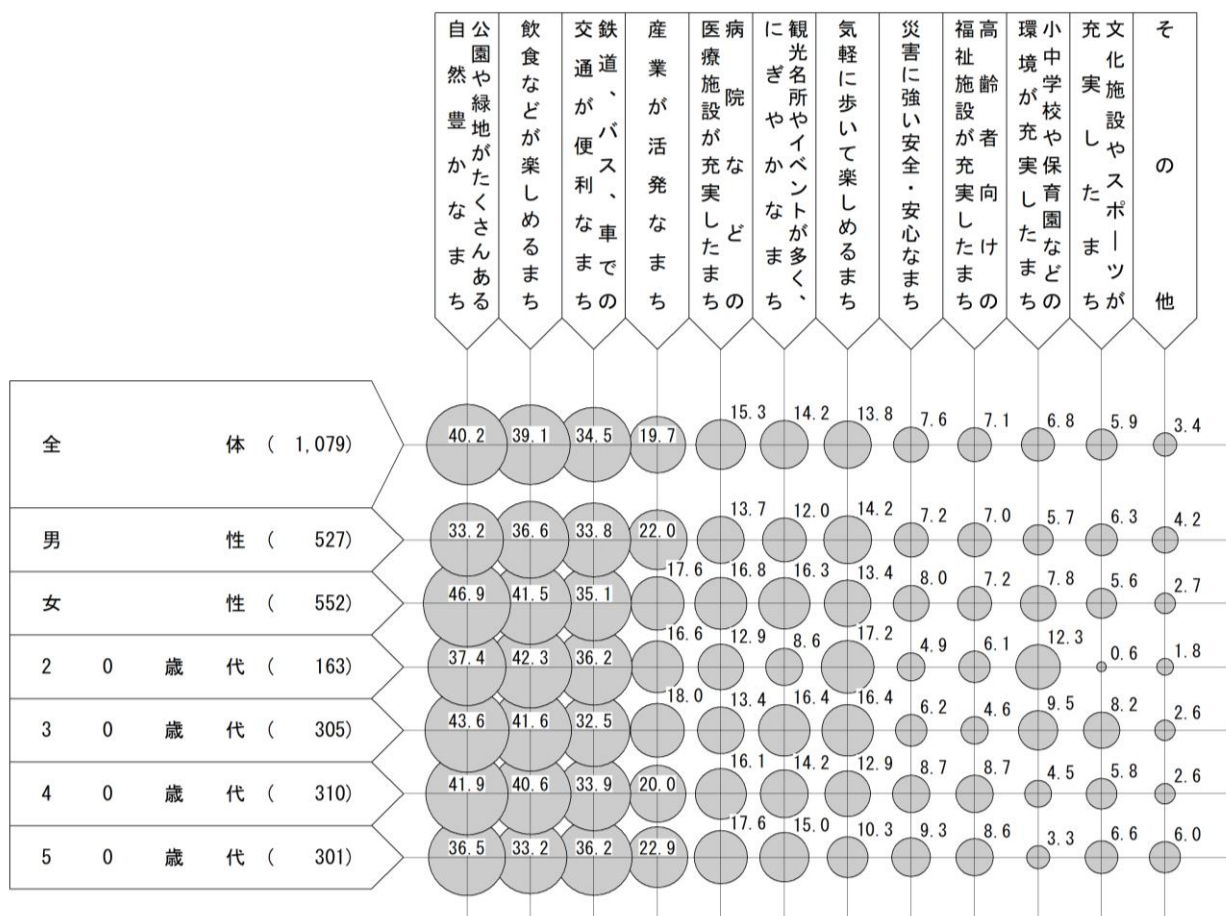 公園や緑地がたくさんある
自然豊かなまち
飲食などが楽しめるまち
鉄道、バス、車での
交通が便利なまち
産業が活発なまち
病院などの
医療施設が充実したまち
観光名所やイベントが多く、
にぎやかなまち
気軽に歩いて楽しめるまち
災害に強い安全・安心なまち
高齢者向けの
福祉施設が充実したまち
小中学校や保育園などの
環境が充実したまち
文化施設やスポーツが
充実したまち
その他
全体(1,079) 40.2 39.1 34.5 19.7 15.3 14.2 13.8 7.6 7.1 6.8 5.9 3.4
男性(527) 33.2 36.6 33.8 22.0 13.7 12.0 14.2 7.2 7.0 5.7 6.3 4.2
女性(552) 46.9 41.5 35.1 17.6 16.8 16.3 13.4 8.0 7.2 7.8 5.6 2.7
20歳代(163) 37.4 42.3 36.2 16.6 12.9 8.6 17.2 4.9 6.1 12.3 0.6 1.8
30歳代(305) 43.6 41.6 32.5 18.0 13.4 16.4 16.4 6.2 4.6 9.5 8.2 2.6
40歳代(310) 41.9 40.6 33.9 20.0 16.1 14.2 12.9 8.7 8.7 4.5 5.8 2.6
50歳代(301) 36.5 33.2 36.2 22.9 17.6 15.0 10.3 9.3 8.6 3.3 6.6 6.0